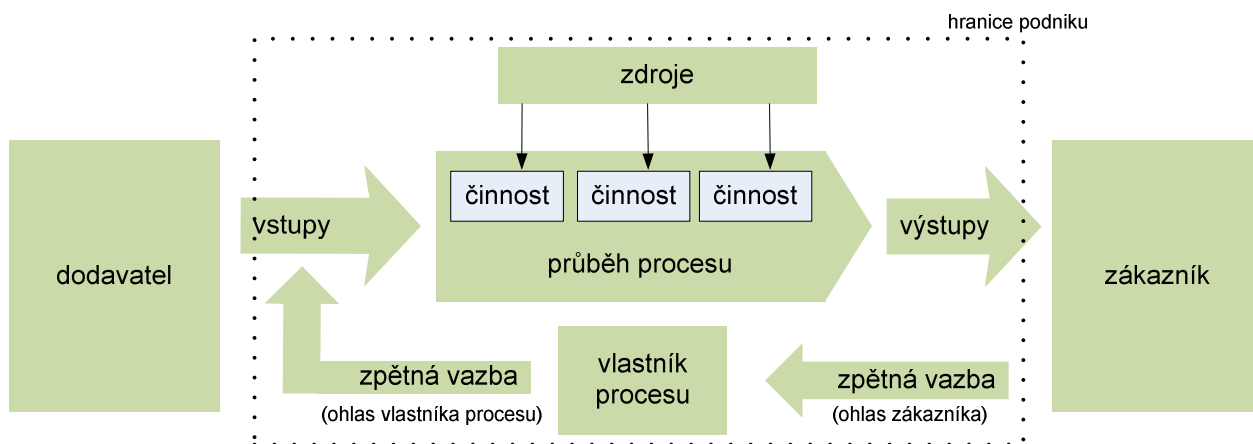 hranice podniku
zdroje
činnost
činnost
činnost
dodavatel
vstupy
průběh procesu
výstupy
zákazník
zpětná vazba
(ohlas vlastníka procesu)
vlastník
procesu
zpětná vazba
(ohlas zákazníka)